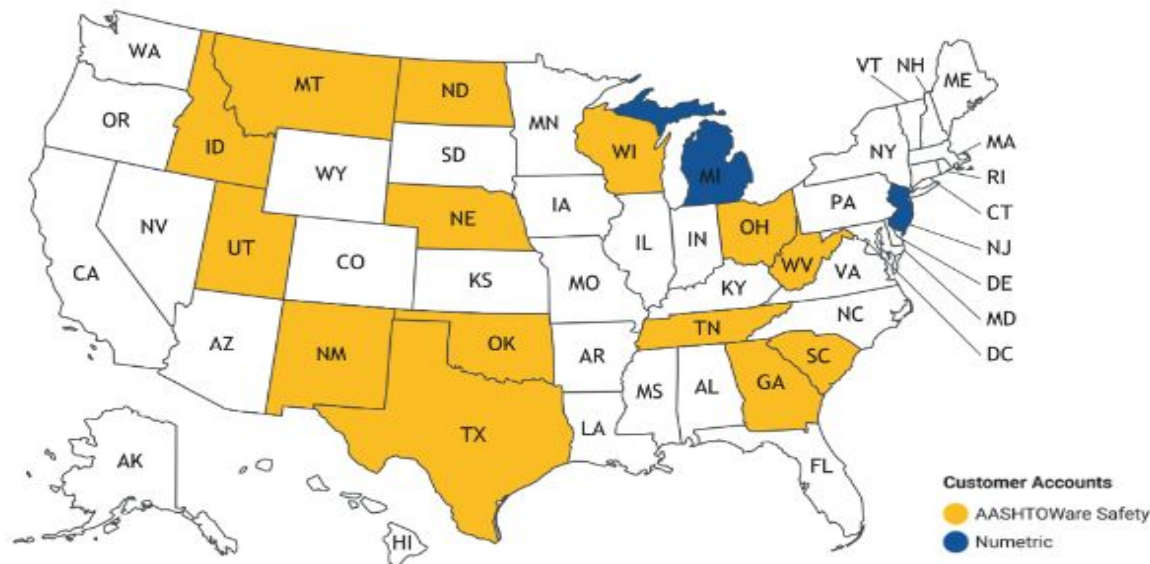 WA
MT
ND
MN
VT
NH
ME
OR
ID
SD
WI
MI
NY
MA
WY
RI
NE
IA
PA
CT
NV
UT
IL
IN
OH
NJ
CA
CO
KS
MO
WV
VA
DE
KY
MD
AZ
NM
OK
AR
TN
NC
DC
SC
MS
AL
GA
TX
LA
AK
FL
HI
Customer Accounts
AASHTOWare Safety
Numetric